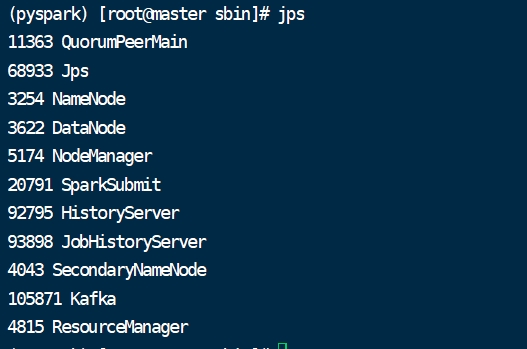 (pyspark) [root@master sbin]# jps
11363 QuorumPeerMain
68933 Jps
3254 NameNode
3622 DataNode
5174 NodeManager
20791 SparkSubmit
92795 HistoryServer
93898 JobHistoryServer
4043 SecondaryNameNode
105871 Kafka
4815 ResourceManager